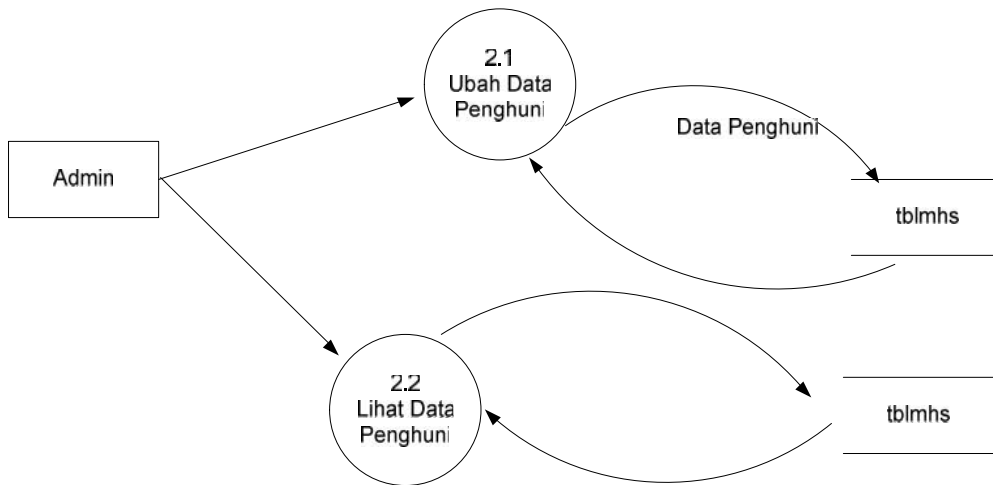 2.1
Ubah Data
Penghuni
Data Penghuni
Admin
tblmhs
2.2
Lihat Data
Penghuni
tblmhs